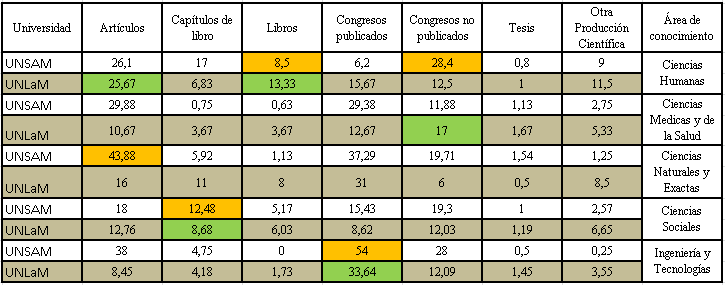 Universidad Artículos Capítulos de libro Libros Congresos publicados Congresos no publicados Tesis Otra Producción Científica Área de conocimiento
UNSAM 26,1 17 8,5 6,2 28,4 0,8 9 Ciencias Humanas
UNLaM 25,67 6,83 13,33 15,67 12,5 1 11,5
UNSAM 29,88 0,75 0,63 29,38 11,88 1,13 2,75 Ciencias Medicas y de la Salud
UNLaM 10,67 3,67 3,67 12,67 17 1,67 5,33
UNSAM 43,88 5,92 1,13 37,29 19,71 1,54 1,25 Ciencias Naturales y Exactas
UNLaM 16 11 8 31 6 0,5 8,5
UNSAM 18 12,48 5,17 15,43 19,3 1 2,57 Ciencias Sociales
UNLaM 12,76 8,68 6,03 8,62 12,03 1,19 6,65
UNSAM 38 4,75 0 54 28 0,5 0,25 Ingeniería y Tecnologías
UNLaM 8,45 4,18 1,73 33,64 12,09 1,45 3,55